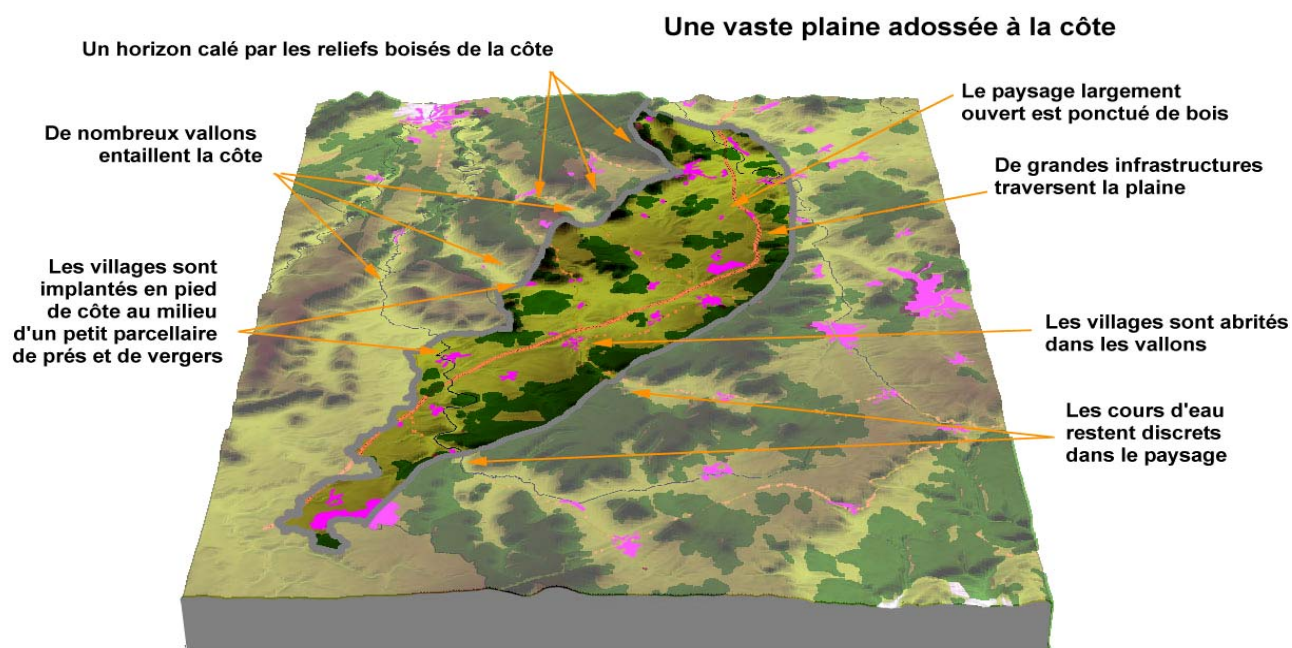 Une vaste plaine adossée à la côte
Un horizon calé par les reliefs boisés de la côte
De nombreux vallons
entaillent la côte
Les villages sont
implantés en pied
de côte au milieu
d'un petit parcellaire
de prés et de vergers
Le paysage largement
ouvert est ponctué de bois
De grandes infrastructures
traversent la plaine
Les villages sont abrités
dans les vallons
Les cours d'eau
restent discrets
dans le paysage